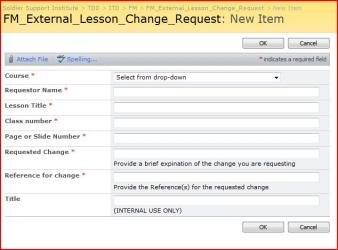 Soldier Support Institute > TDD > ITD > FM > FM_External_Lesson_Change_Request > New Item
FM_External_Lesson_Change_Request: New Item
OK Cancel
Attach File Spelling... * indicates a required field
Course * Select from drop-down
Requestor Name *
Lesson Title *
Class number *
Page or Slide Number *
Requested Change *
Provide a brief expination of the change you are requesting
Reference for change *
Provide the Reference(s) for the requested change
Title
(INTERNAL USE ONLY)
OK Cancel